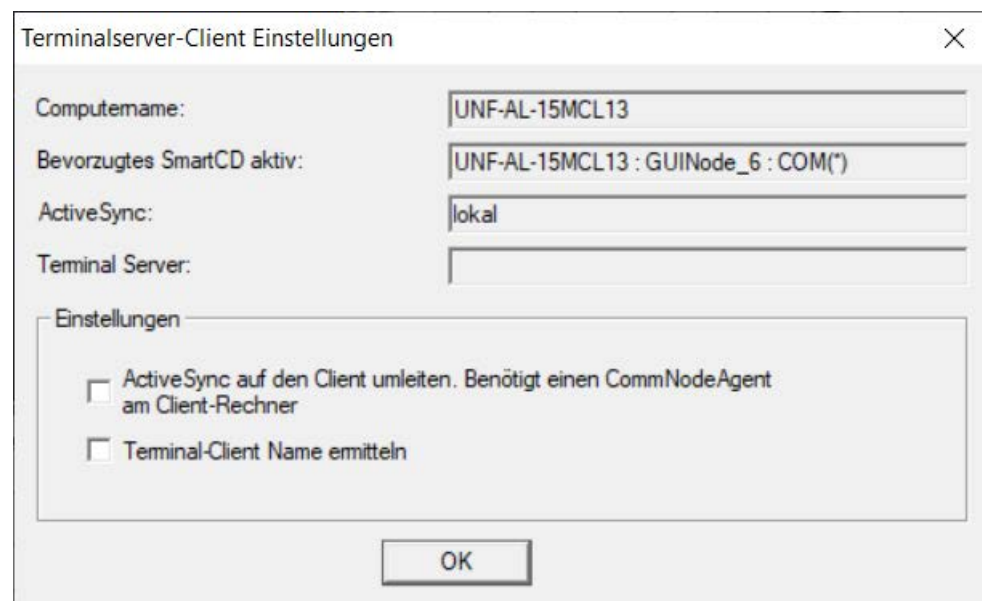 Terminalserver-Client Einstellungen
Computername:
UNF-AL-15MCL13
Bevorzugtes SmartCD aktiv:
UNF-AL-15MCL13 : GUINode_6 : COM(*)
ActiveSync:
lokal
Terminal Server:
Einstellungen
ActiveSync auf den Client umleiten. Benötigt einen CommNodeAgent
am Client-Rechner
Terminal-Client Name ermitteln
OK